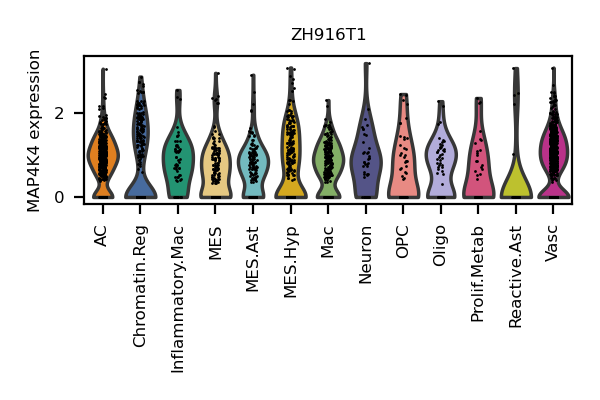 ZH916T1
MAP4K4 expression
2
0
AC
Chromatin.Reg
Inflammatory.Mac
MES
MES.Ast
MES.Hyp
Mac
Neuron
OPC
Oligo
Prolif.Metab
Reactive.Ast
Vasc